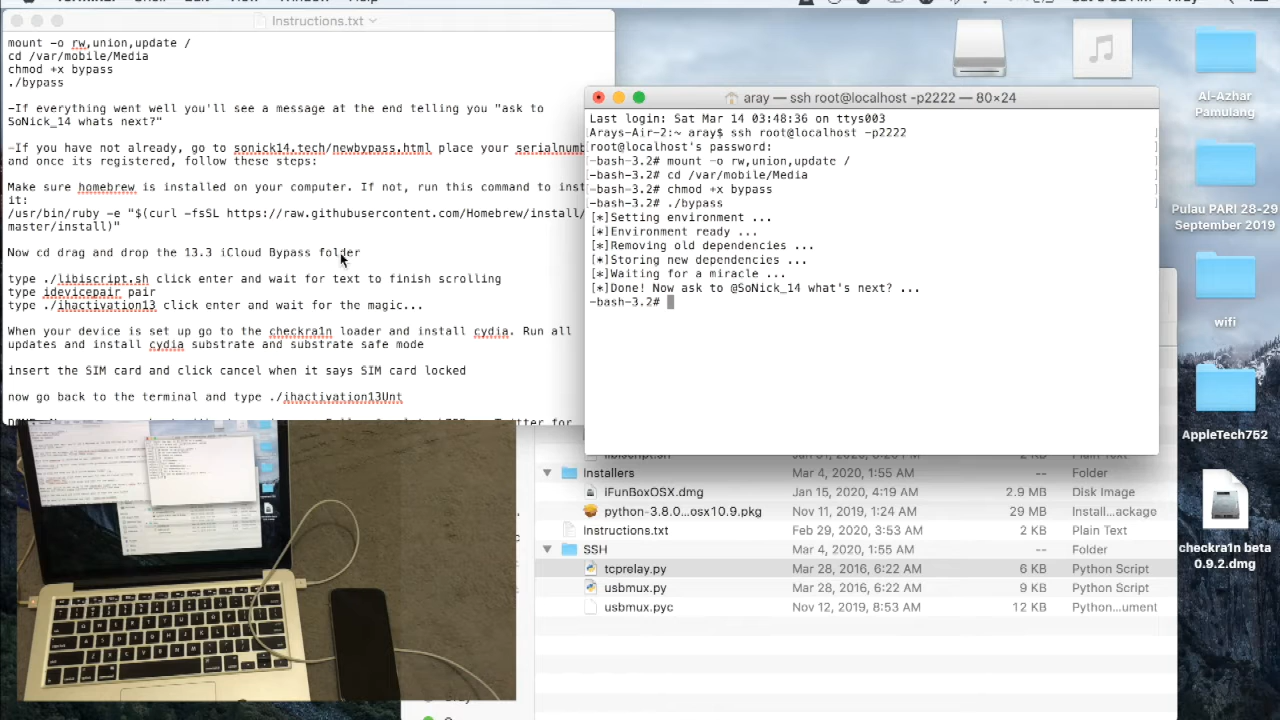 Instructions.txt
mount -o rw,union,update /
cd /var/mobile/Media
chmod +x bypass
./bypass
-If everything went well you'll see a message at the end telling you "ask to
SoNick_14 whats next?"
-If you have not already, go to sonick14.tech/newbypass.html place your serialnumb
and once its registered, follow these steps:
Make sure homebrew is installed on your computer. If not, run this command to inst
it:
/usr/bin/ruby -e "$(curl -fsSL https://raw.githubusercontent.com/Homebrew/install/
master/install)"
Now cd drag and drop the 13.3 iCloud Bypass folder
type ./libiscript.sh click enter and wait for text to finish scrolling
type idevicepair pair
type ./ihactivation13 click enter and wait for the magic...
When your device is set up go to the checkra1n loader and install cydia. Run all
updates and install cydia substrate and substrate safe mode
insert the SIM card and click cancel when it says SIM card locked
now go back to the terminal and type ./ihactivation13Unt
aray — ssh root@localhost -p2222 — 80×24
Last login: Sat Mar 14 03:48:36 on ttys003
Arays-Air-2:~ aray$ ssh root@localhost -p2222
root@localhost's password:
-bash-3.2# mount -o rw,union,update /
-bash-3.2# cd /var/mobile/Media
-bash-3.2# chmod +x bypass
-bash-3.2# ./bypass
[*]Setting environment ...
[*]Environment ready ...
[*]Removing old dependencies ...
[*]Storing new dependencies ...
[*]Waiting for a miracle ...
[*]Done! Now ask to @SoNick_14 what's next? ...
-bash-3.2#
Installers Mar 4, 2020, 1:55 AM -- Folder
iFunBoxOSX.dmg Jan 15, 2020, 4:19 AM 2.9 MB Disk Image
python-3.8.0...osx10.9.pkg Nov 11, 2019, 1:24 AM 29 MB Install...ackage
Instructions.txt Feb 29, 2020, 3:53 AM 2 KB Plain Text
SSH Mar 4, 2020, 1:55 AM -- Folder
tcprelay.py Mar 28, 2016, 6:22 AM 6 KB Python Script
usbmux.py Mar 28, 2016, 6:22 AM 9 KB Python Script
usbmux.pyc Nov 12, 2019, 8:53 AM 12 KB Python...ument
Al-Azhar
Pamulang
Pulau PARI 28-29
September 2019
wifi
AppleTech752
checkra1n beta
0.9.2.dmg